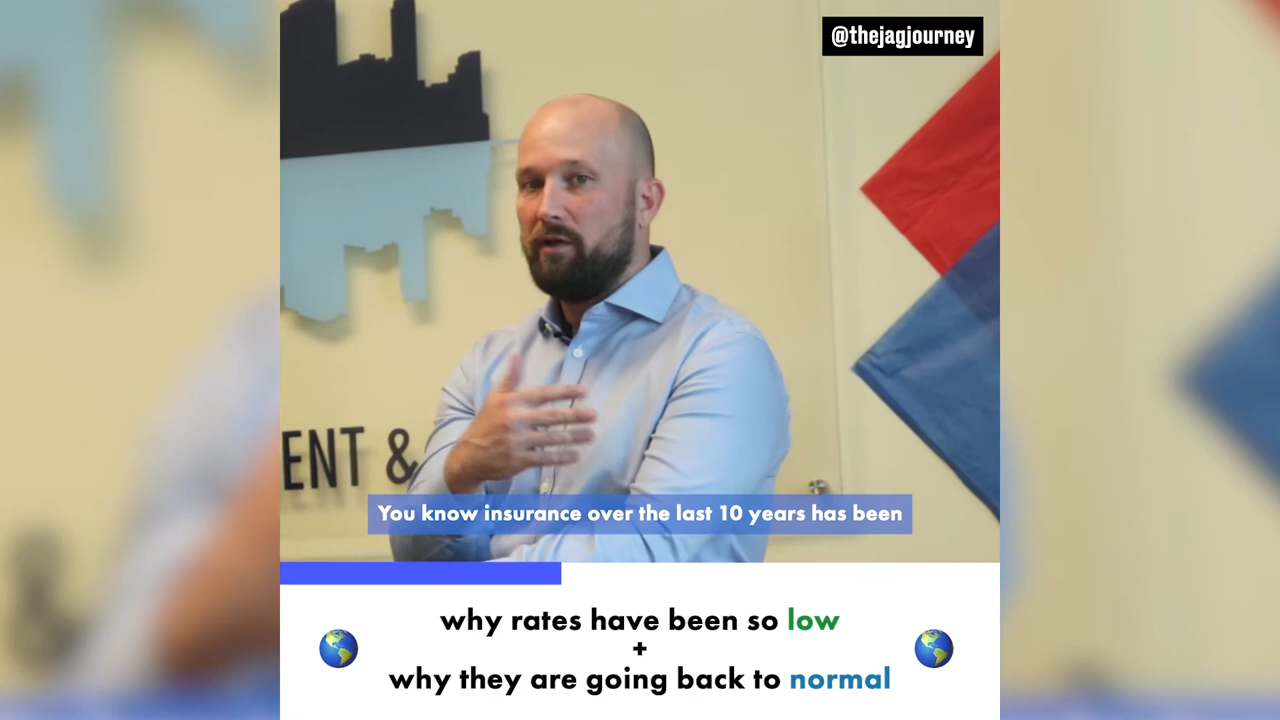 @thejagjourney
ENT &
You know insurance over the last 10 years has been
why rates have been so low
+
why they are going back to normal